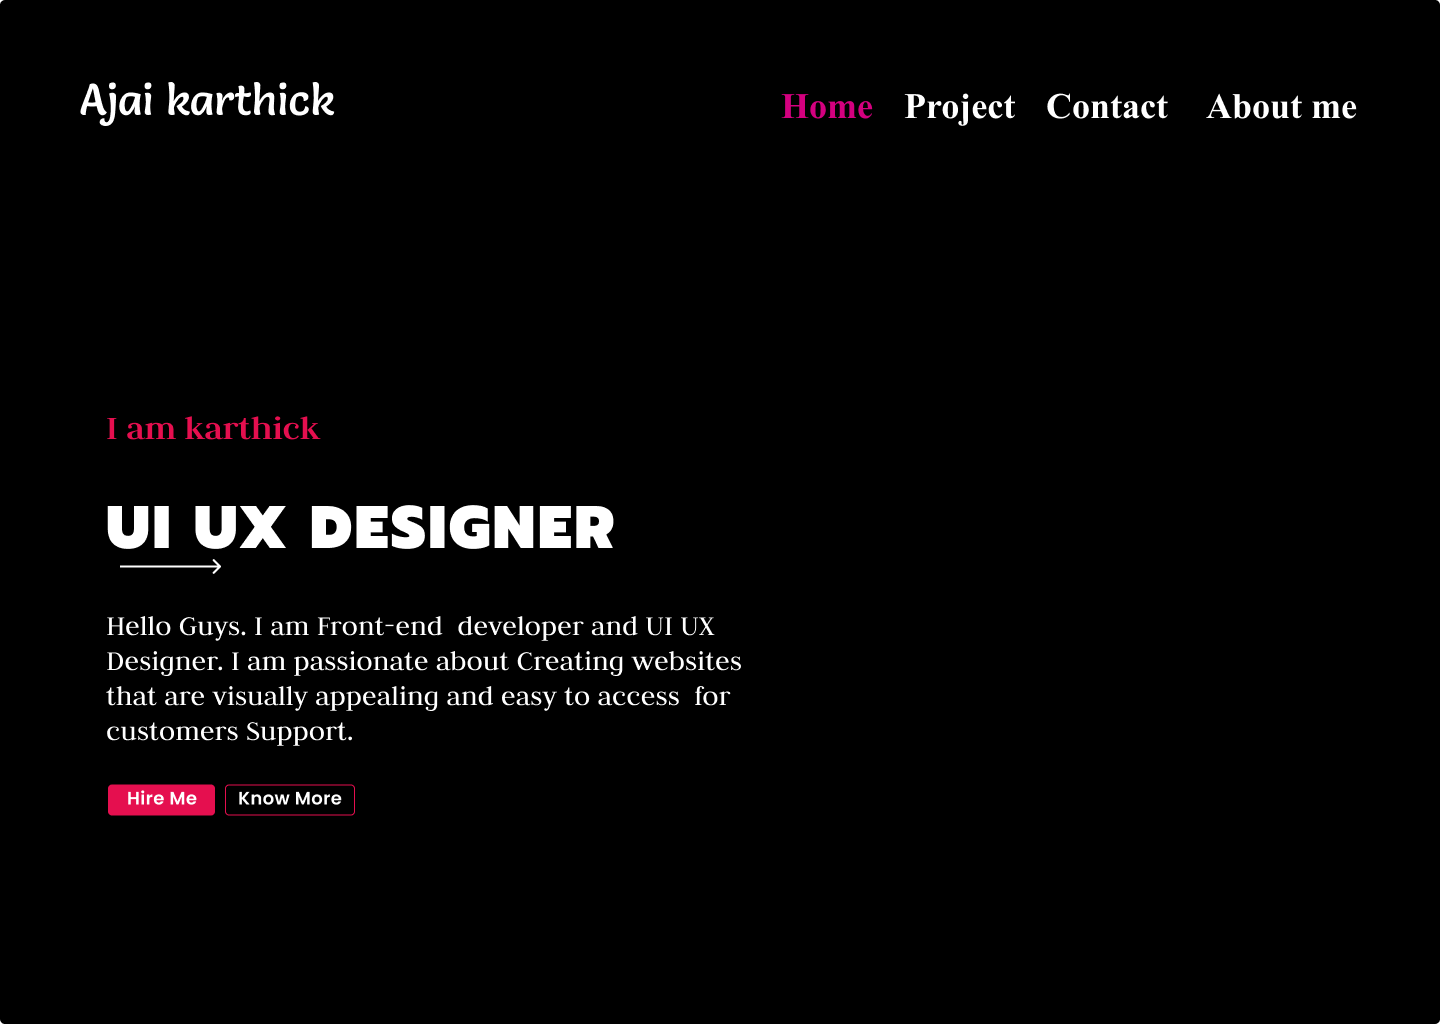 Ajai karthick
Home Project Contact About me
I am karthick
UI UX DESIGNER
Hello Guys. I am Front-end  developer and UI UX
Designer. I am passionate about Creating websites
that are visually appealing and easy to access  for
customers Support.
Hire Me Know More